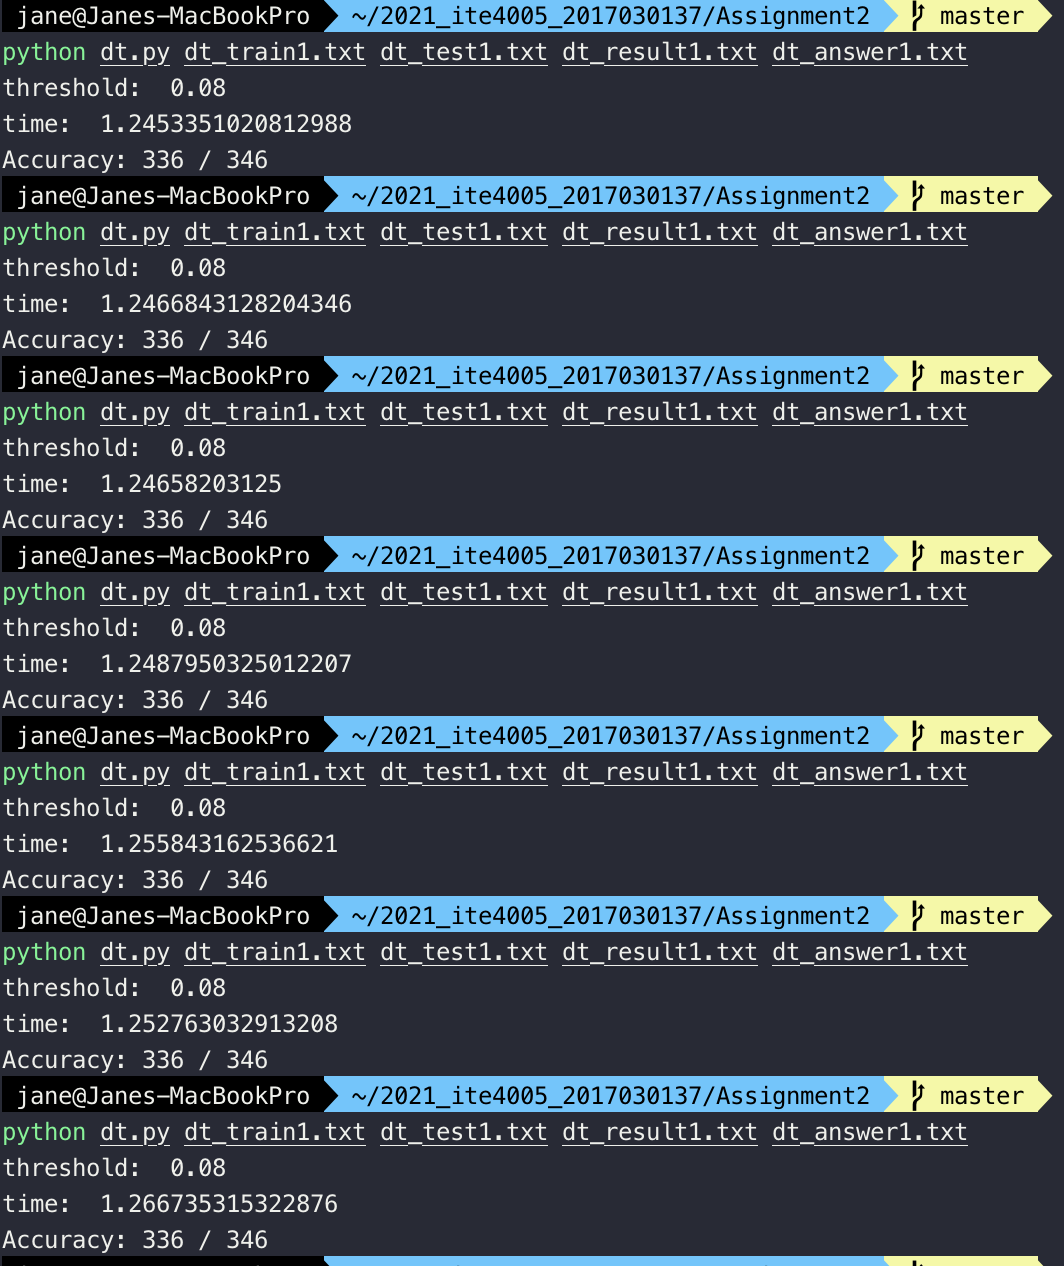 jane@Janes-MacBookPro ~/2021_ite4005_2017030137/Assignment2 master
python dt.py dt_train1.txt dt_test1.txt dt_result1.txt dt_answer1.txt
threshold:  0.08
time:  1.2453351020812988
Accuracy: 336 / 346
jane@Janes-MacBookPro ~/2021_ite4005_2017030137/Assignment2 master
python dt.py dt_train1.txt dt_test1.txt dt_result1.txt dt_answer1.txt
threshold:  0.08
time:  1.2466843128204346
Accuracy: 336 / 346
jane@Janes-MacBookPro ~/2021_ite4005_2017030137/Assignment2 master
python dt.py dt_train1.txt dt_test1.txt dt_result1.txt dt_answer1.txt
threshold:  0.08
time:  1.24658203125
Accuracy: 336 / 346
jane@Janes-MacBookPro ~/2021_ite4005_2017030137/Assignment2 master
python dt.py dt_train1.txt dt_test1.txt dt_result1.txt dt_answer1.txt
threshold:  0.08
time:  1.2487950325012207
Accuracy: 336 / 346
jane@Janes-MacBookPro ~/2021_ite4005_2017030137/Assignment2 master
python dt.py dt_train1.txt dt_test1.txt dt_result1.txt dt_answer1.txt
threshold:  0.08
time:  1.255843162536621
Accuracy: 336 / 346
jane@Janes-MacBookPro ~/2021_ite4005_2017030137/Assignment2 master
python dt.py dt_train1.txt dt_test1.txt dt_result1.txt dt_answer1.txt
threshold:  0.08
time:  1.252763032913208
Accuracy: 336 / 346
jane@Janes-MacBookPro ~/2021_ite4005_2017030137/Assignment2 master
python dt.py dt_train1.txt dt_test1.txt dt_result1.txt dt_answer1.txt
threshold:  0.08
time:  1.266735315322876
Accuracy: 336 / 346